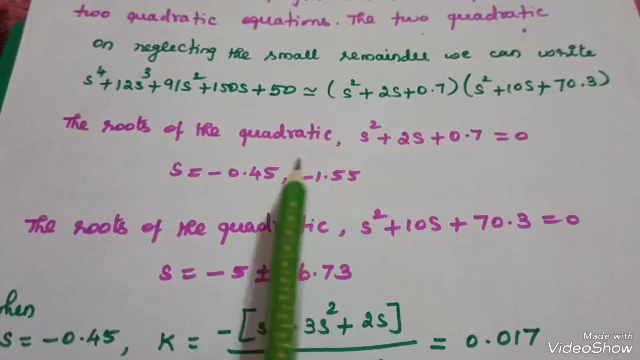 two quadratic equations. The two quadratic
on neglecting the small remainder we can write
s⁴+12s³+91s²+150s+50 ≃ (s²+2s+0.7)(s²+10s+70.3)
The roots of the quadratic, s²+2s+0.7=0
s = -0.45, -1.55
The roots of the quadratic, s²+10s+70.3=0
s = -5 ± 6.73
When
s = -0.45, K = -[s 3s²+2s] = 0.017
Made with
VideoShow